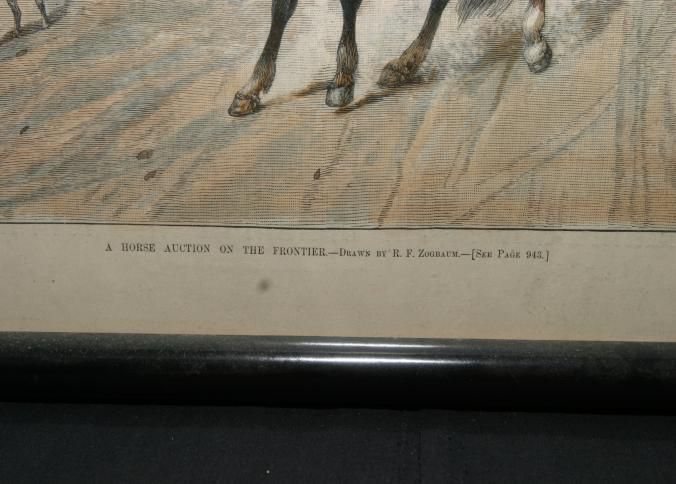 A HORSE AUCTION ON THE FRONTIER.—Drawn by R. F. Zogbaum.—[See Page 943.]